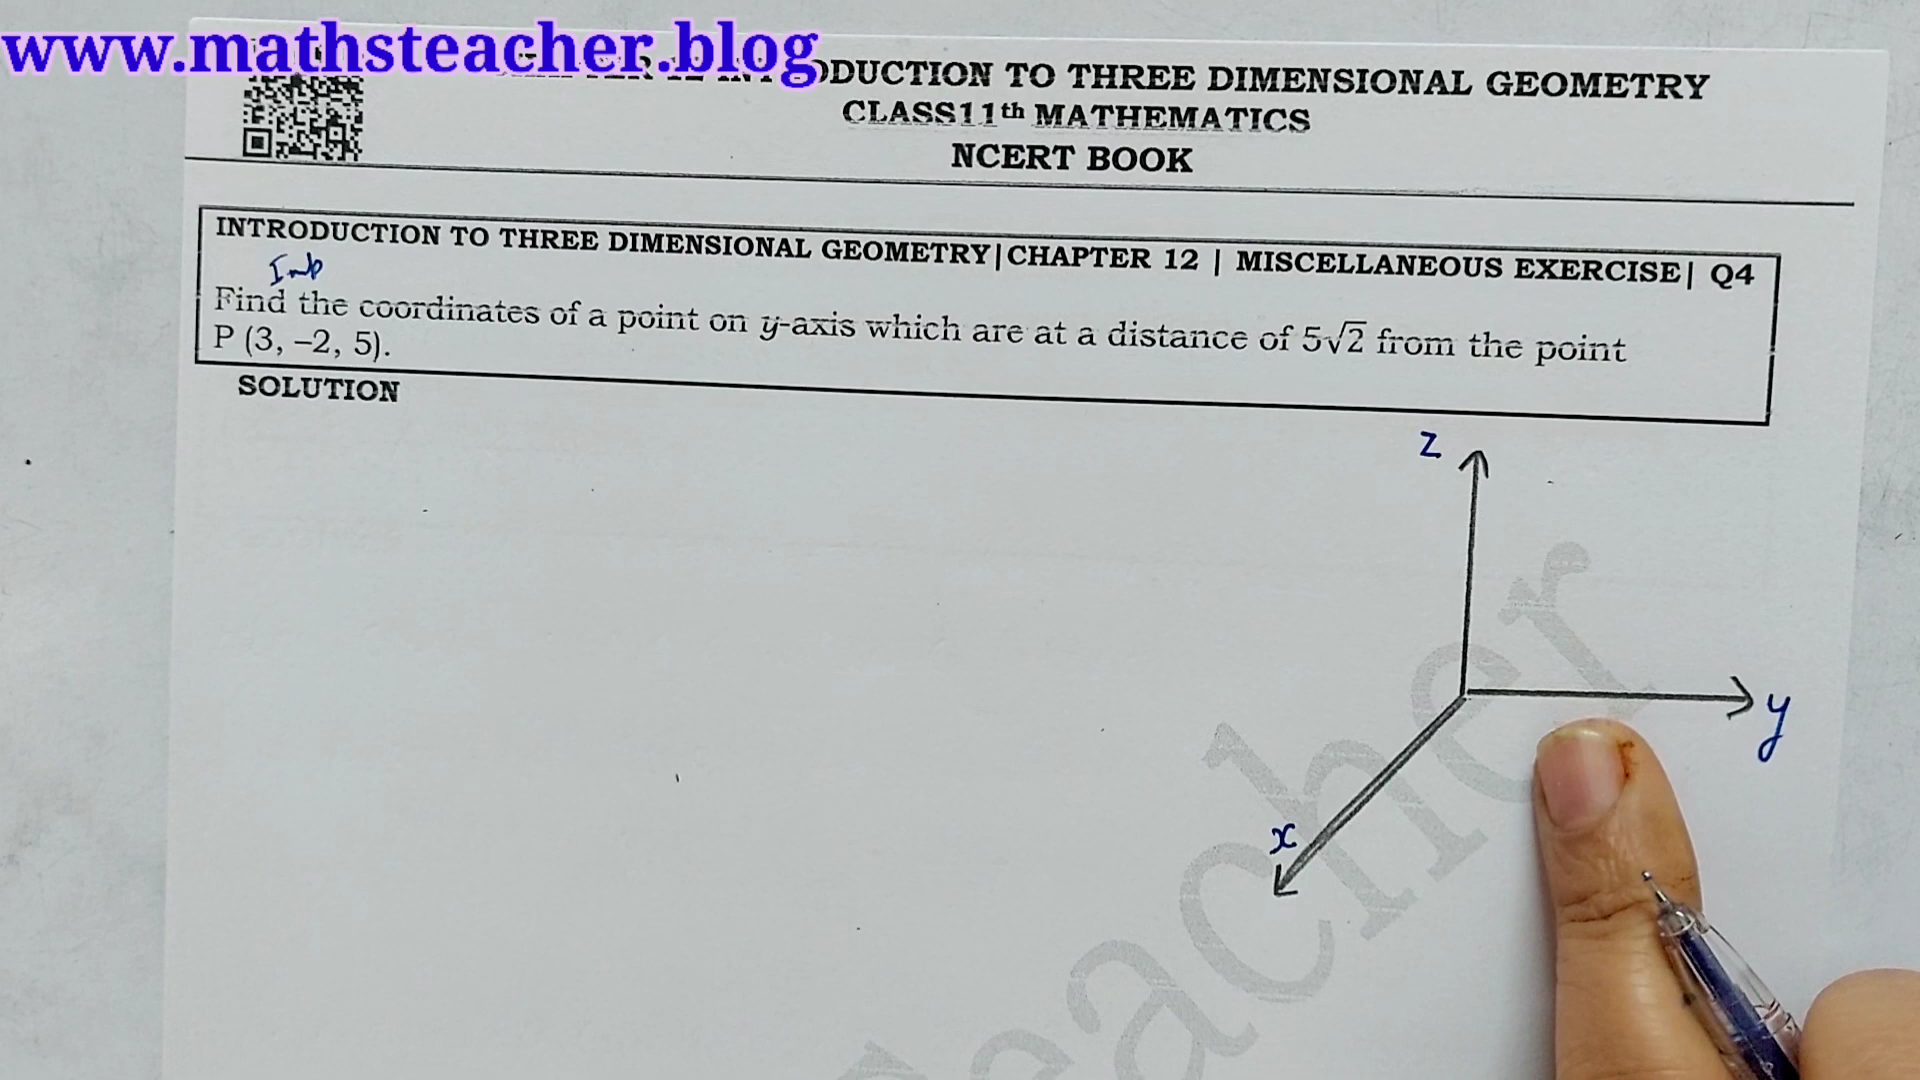 www.mathsteacher.blog
DUCTION TO THREE DIMENSIONAL GEOMETRY
CLASS11th MATHEMATICS
NCERT BOOK
INTRODUCTION TO THREE DIMENSIONAL GEOMETRY|CHAPTER 12 | MISCELLANEOUS EXERCISE| Q4
Imp
Find the coordinates of a point on y-axis which are at a distance of 5√2 from the point
P (3, –2, 5).
SOLUTION
z
y
x
eacher